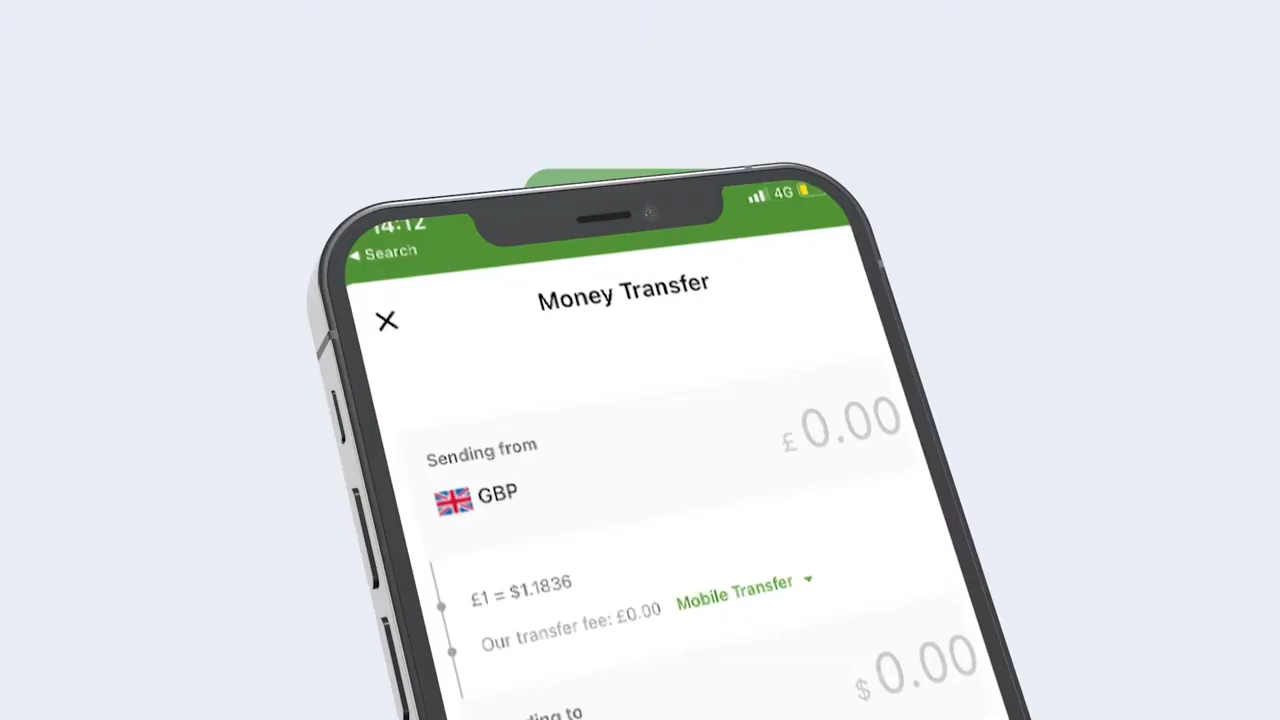 14:12
4G
Search
Money Transfer
Sending from
£ 0.00
GBP
£1 = $1.1836
Our transfer fee: £0.00 Mobile Transfer
$ 0.00
to